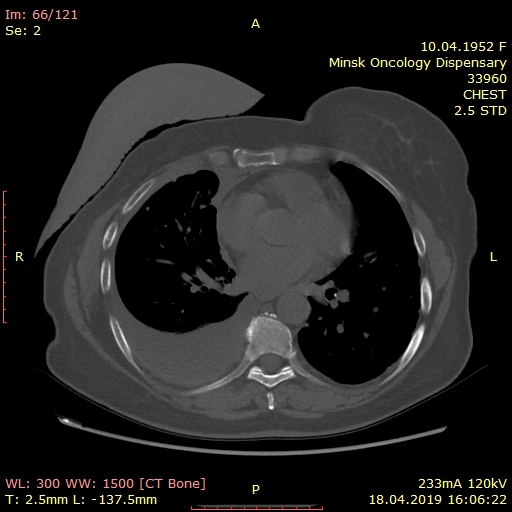 Im: 66/121
Se: 2
A
10.04.1952 F
Minsk Oncology Dispensary
33960
CHEST
2.5 STD
R
L
WL: 300 WW: 1500 [CT Bone]
T: 2.5mm L: -137.5mm
P
233mA 120kV
18.04.2019 16:06:22